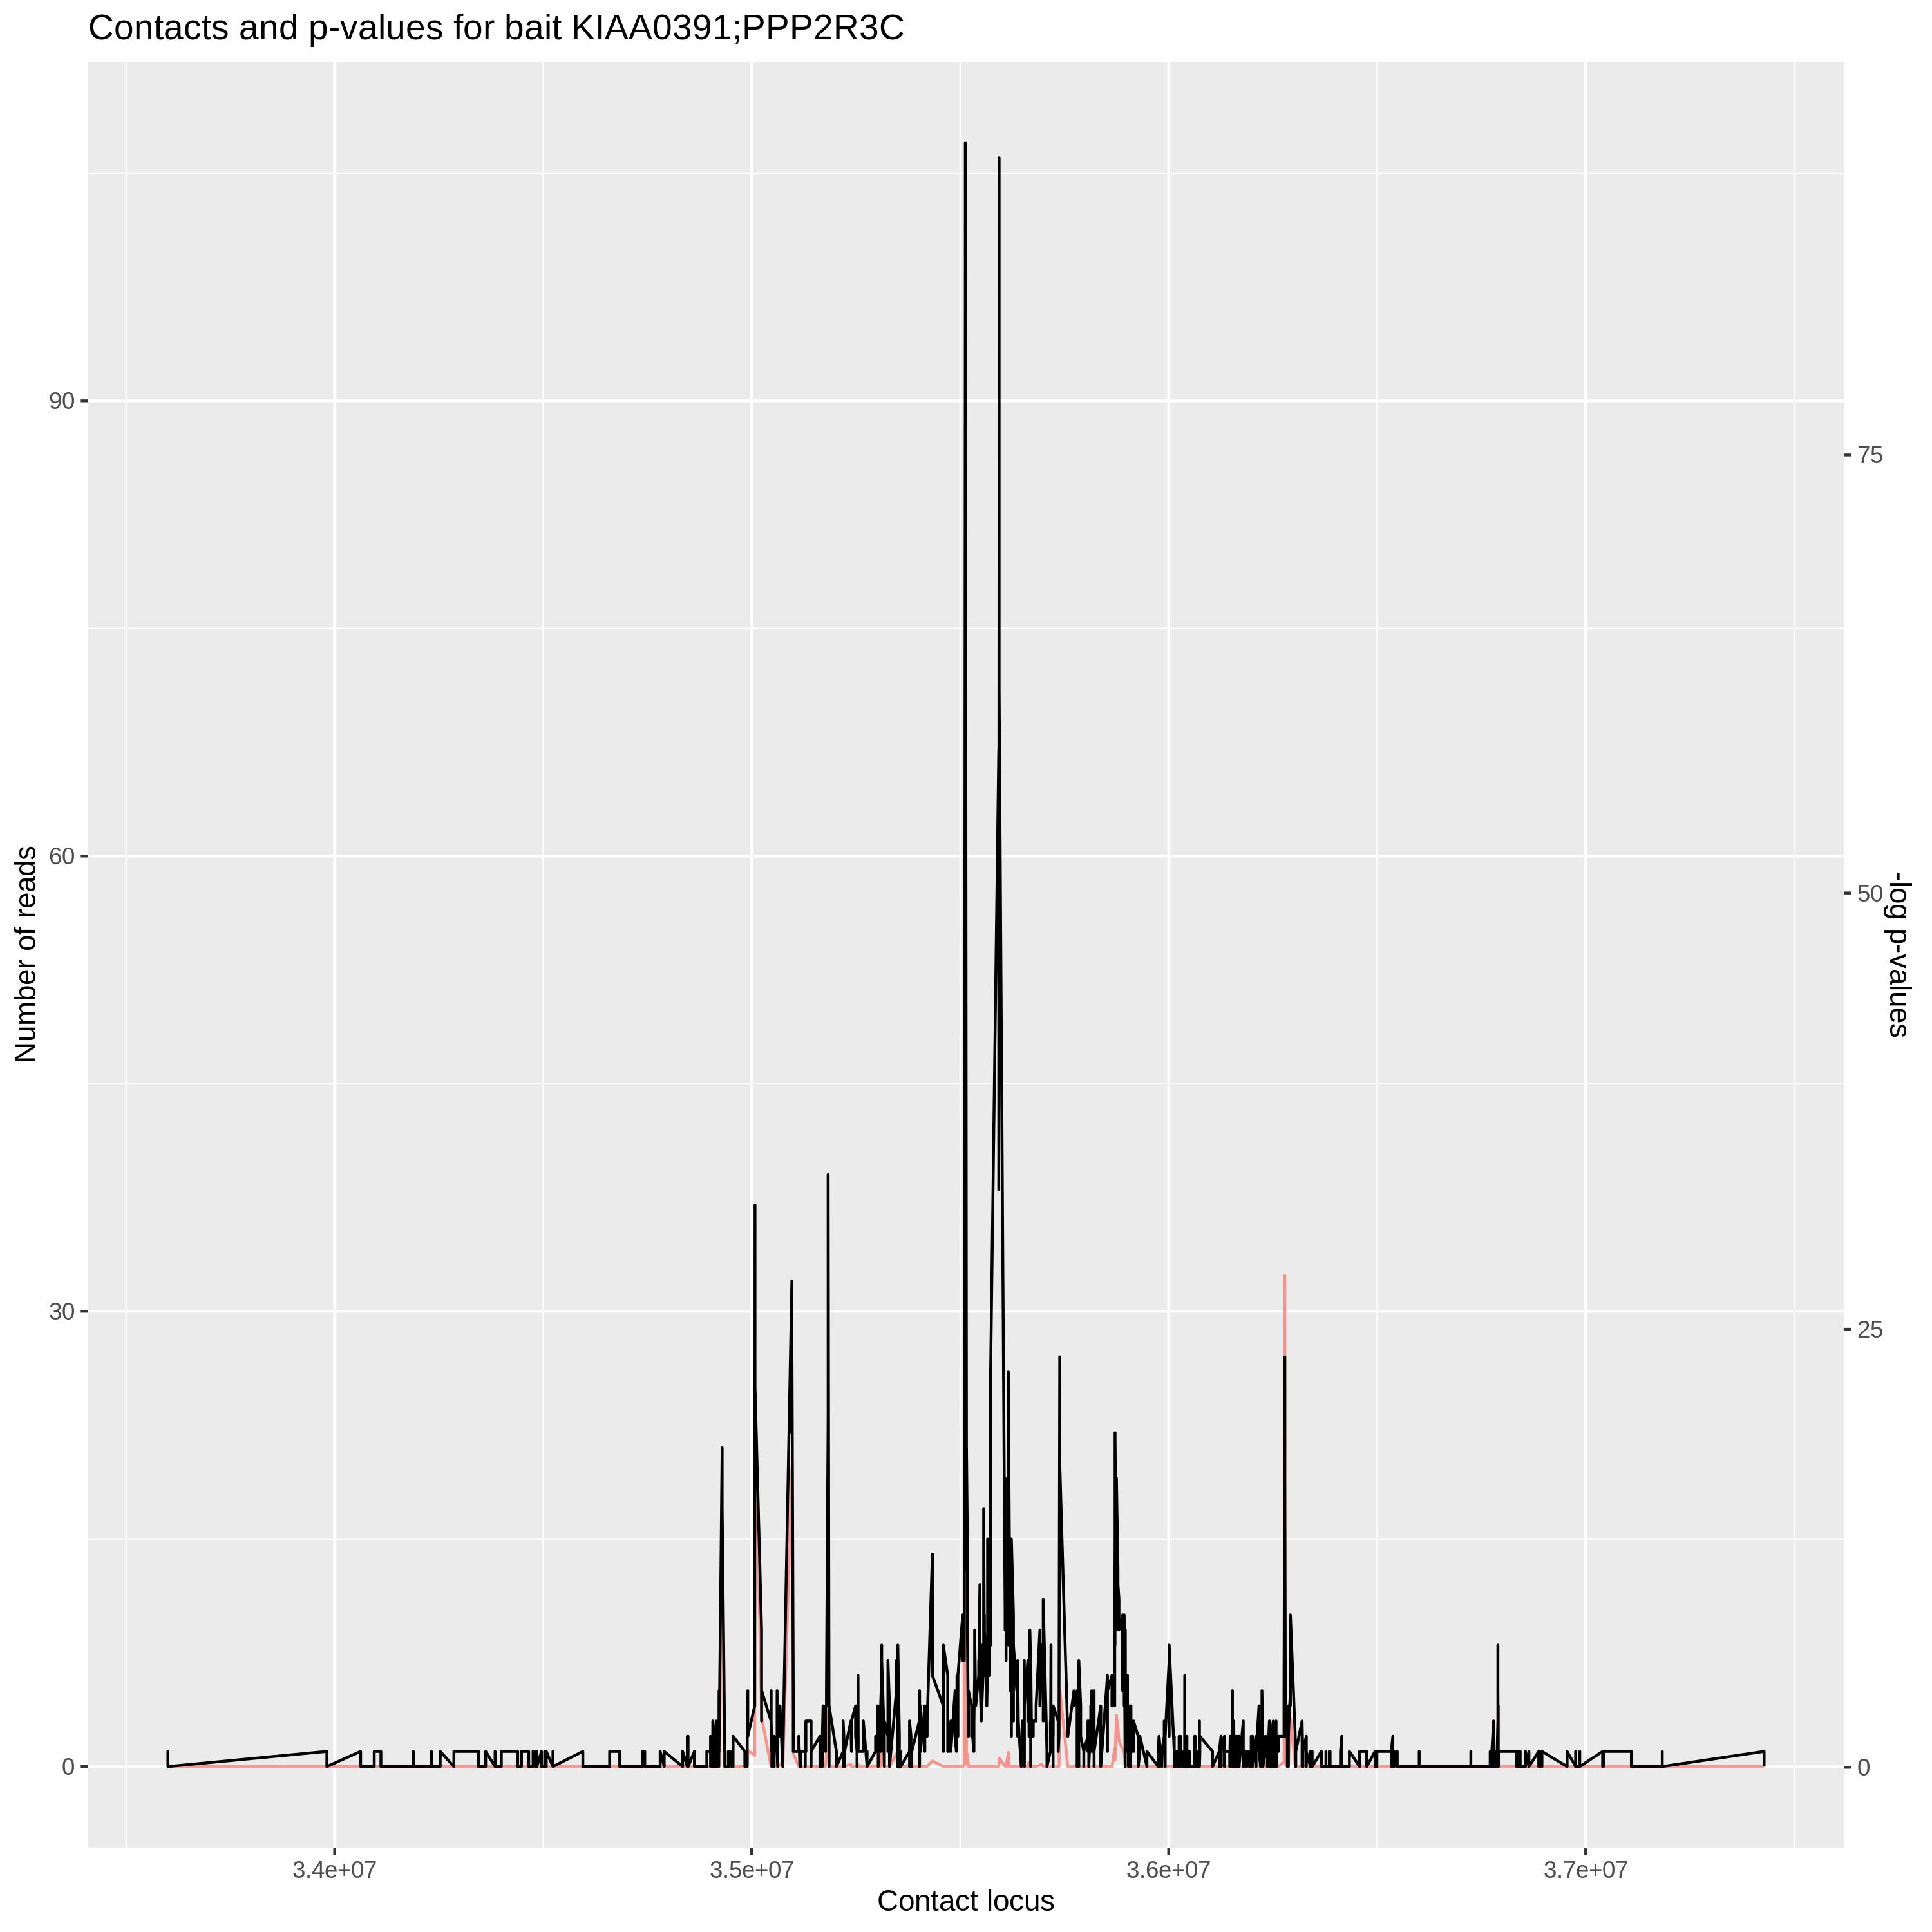 Contacts and p-values for bait KIAA0391;PPP2R3C
90
60
30
0
Number of reads
75
50
25
0
-log p-values
3.4e+07
3.5e+07
3.6e+07
3.7e+07
Contact locus